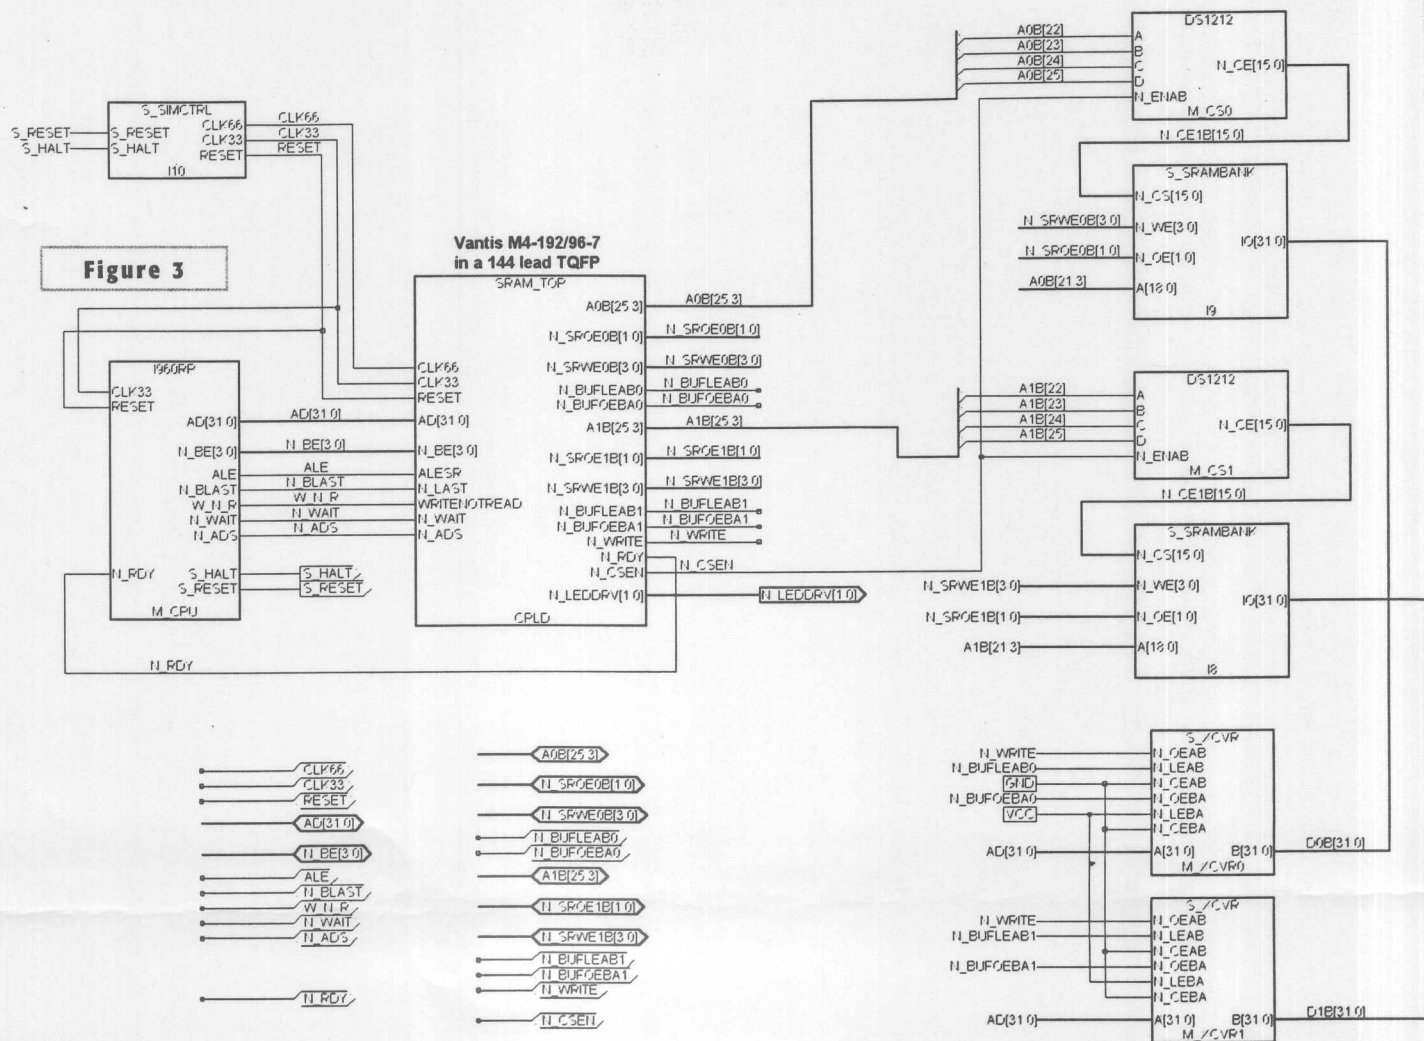 DS1212
A0B[22] A
A0B[23] B
A0B[24] C
A0B[25] D
N_CE[15 0]
N_ENAB
M_CS0
N_CE1B[15 0]
S_SIMCTRL
S_RESET S_RESET CLK66 CLK66
S_HALT S_HALT CLK33 CLK33
RESET RESET
I10
S_SRAMBANK
N_CS[15 0]
N_SRWE0B[3 0] N_WE[3 0]
IO[31 0]
N_SROE0B[1 0] N_OE[1 0]
A0B[21 3] A[18 0]
I9
Figure 3
Vantis M4-192/96-7
in a 144 lead TQFP
SRAM_TOP
A0B[25 3] A0B[25 3]
N_SROE0B[1 0] N_SROE0B[1 0]
CLK66 N_SRWE0B[3 0] N_SRWE0B[3 0]
CLK33 N_BUFLEAB0 N_BUFLEAB0
RESET N_BUFOEBA0 N_BUFOEBA0
AD[31 0] A1B[25 3] A1B[25 3]
N_BE[3 0] N_SROE1B[1 0] N_SROE1B[1 0]
ALESR
N_LAST N_SRWE1B[3 0] N_SRWE1B[3 0]
WRITENOTREAD N_BUFLEAB1 N_BUFLEAB1
N_WAIT N_BUFOEBA1 N_BUFOEBA1
N_ADS N_WRITE N_WRITE
N_RDY
N_CSEN N_CSEN
N_LEDDRV[1 0] N_LEDDRV[1 0]
CPLD
I960RP
CLK33
RESET
AD[31 0] AD[31 0]
N_BE[3 0] N_BE[3 0]
ALE ALE
N_BLAST N_BLAST
W_N_R W_N_R
N_WAIT N_WAIT
N_ADS N_ADS
N_RDY S_HALT S_HALT
S_RESET S_RESET
M_CPU
N_RDY
DS1212
A1B[22] A
A1B[23] B
A1B[24] C
A1B[25] D
N_CE[15 0]
N_ENAB
M_CS1
N_CE1B[15 0]
S_SRAMBANK
N_CS[15 0]
N_SRWE1B[3 0] N_WE[3 0]
IO[31 0]
N_SROE1B[1 0] N_OE[1 0]
A1B[21 3] A[18 0]
I8
CLK66
CLK33
RESET
AD[31 0]
N_BE[3 0]
ALE
N_BLAST
W_N_R
N_WAIT
N_ADS
N_RDY
A0B[25 3]
N_SROE0B[1 0]
N_SRWE0B[3 0]
N_BUFLEAB0
N_BUFOEBA0
A1B[25 3]
N_SROE1B[1 0]
N_SRWE1B[3 0]
N_BUFLEAB1
N_BUFOEBA1
N_WRITE
N_CSEN
S_XCVR
N_WRITE N_OEAB
N_BUFLEAB0 N_LEAB
GND N_CEAB
N_BUFOEBA0 N_OEBA
VCC N_LEBA
N_CEBA
AD[31 0] A[31 0] B[31 0] D0B[31 0]
M_XCVR0
S_XCVR
N_WRITE N_OEAB
N_BUFLEAB1 N_LEAB
N_CEAB
N_BUFOEBA1 N_OEBA
N_LEBA
N_CEBA
AD[31 0] A[31 0] B[31 0] D1B[31 0]
M_XCVR1